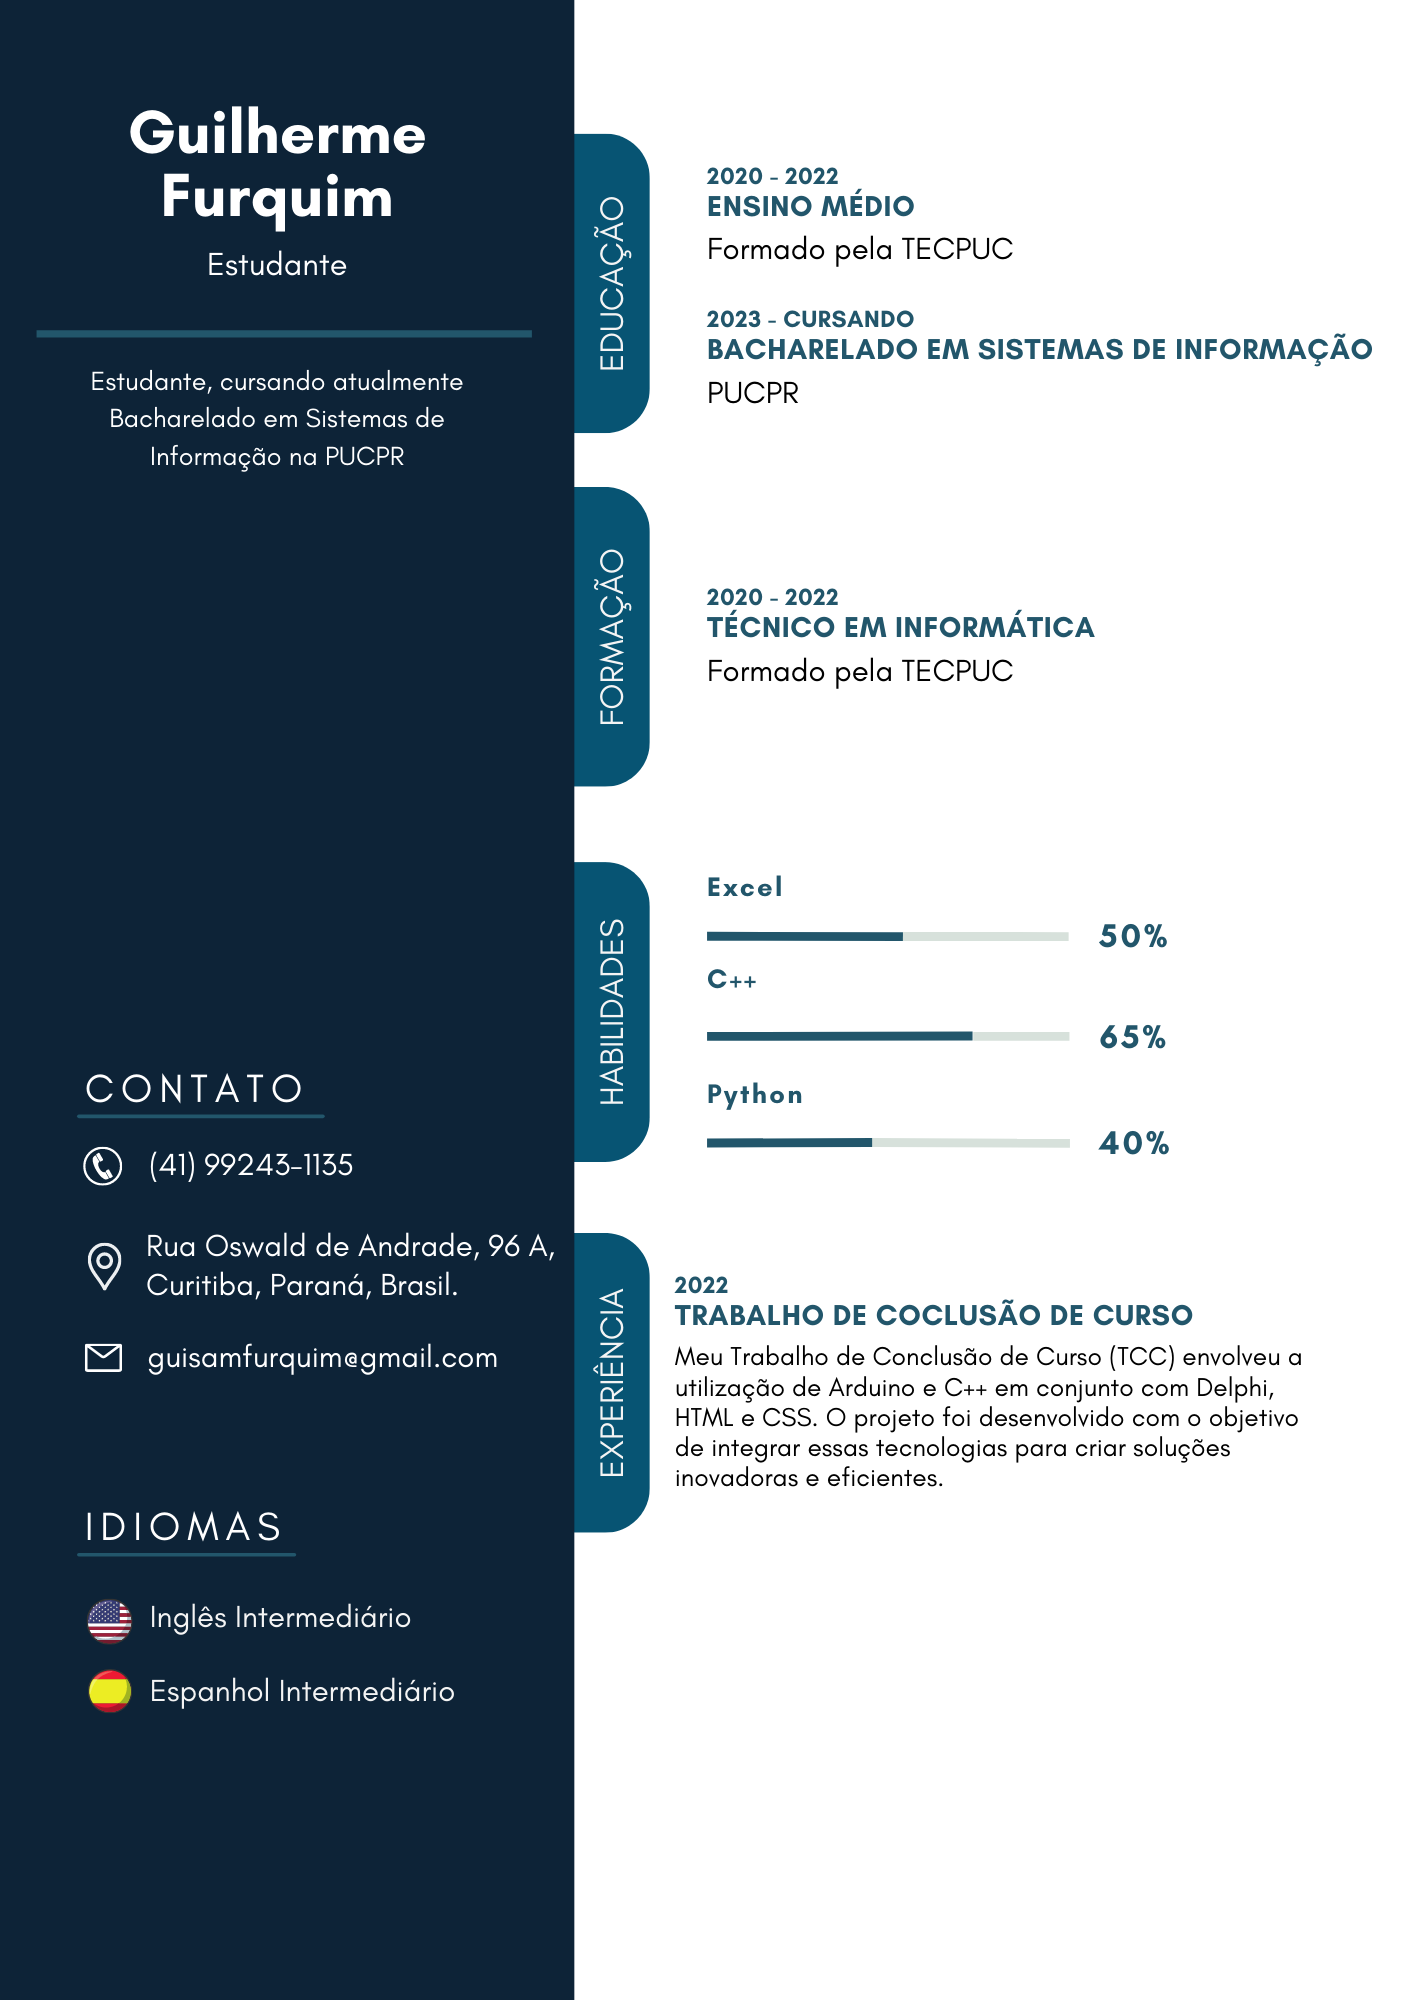 Guilherme
Furquim
Estudante
Estudante, cursando atualmente
Bacharelado em Sistemas de
Informação na PUCPR
CONTATO
(41) 99243-1135
Rua Oswald de Andrade, 96 A,
Curitiba, Paraná, Brasil.
guisamfurquim@gmail.com
IDIOMAS
Inglês Intermediário
Espanhol Intermediário
EDUCAÇÃO
2020 - 2022
ENSINO MÉDIO
Formado pela TECPUC
2023 - CURSANDO
BACHARELADO EM SISTEMAS DE INFORMAÇÃO
PUCPR
FORMAÇÃO
2020 - 2022
TÉCNICO EM INFORMÁTICA
Formado pela TECPUC
HABILIDADES
Excel
50%
C++
65%
Python
40%
EXPERIÊNCIA
2022
TRABALHO DE COCLUSÃO DE CURSO
Meu Trabalho de Conclusão de Curso (TCC) envolveu a
utilização de Arduino e C++ em conjunto com Delphi,
HTML e CSS. O projeto foi desenvolvido com o objetivo
de integrar essas tecnologias para criar soluções
inovadoras e eficientes.